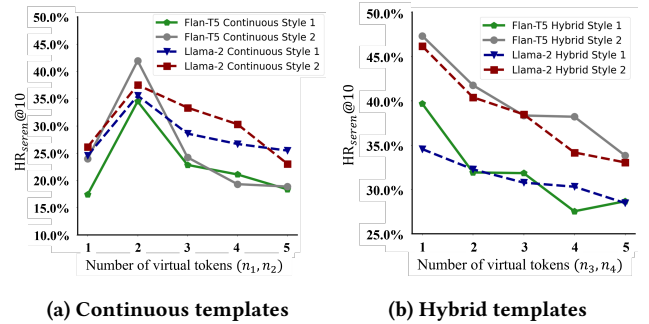 50.0%
45.0%
40.0%
35.0%
30.0%
25.0%
20.0%
15.0%
10.0%
HR_seren@10
Flan-T5 Continuous Style 1
Flan-T5 Continuous Style 2
Llama-2 Continuous Style 1
Llama-2 Continuous Style 2
1 2 3 4 5
Number of virtual tokens (n₁, n₂)
(a) Continuous templates
50.0%
45.0%
40.0%
35.0%
30.0%
25.0%
HR_seren@10
Flan-T5 Hybrid Style 1
Flan-T5 Hybrid Style 2
Llama-2 Hybrid Style 1
Llama-2 Hybrid Style 2
1 2 3 4 5
Number of virtual tokens (n₃, n₄)
(b) Hybrid templates